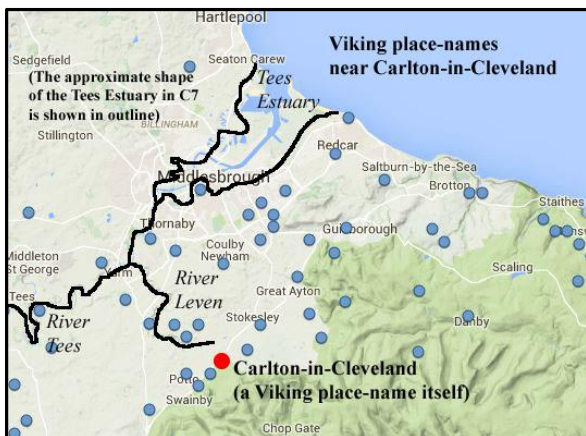 Hartlepool
Sedgefield
Seaton Carew
Viking place-names
near Carlton-in-Cleveland
(The approximate shape
of the Tees Estuary in C7
is shown in outline)
Tees
Estuary
Stillington
BILLINGHAM
Redcar
Middlesbrough
Saltburn-by-the-Sea
Brotton
Staithes
Thornaby
Guisborough
Coulby
Newham
Middleton
St George
Yarm
River
Leven
Scaling
Great Ayton
Tees
River
Tees
Stokesley
Danby
Carlton-in-Cleveland
(a Viking place-name itself)
Potto
Swainby
Chop Gate